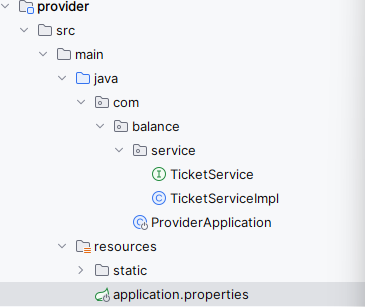 provider
src
main
java
com
balance
service
TicketService
TicketServiceImpl
ProviderApplication
resources
static
application.properties